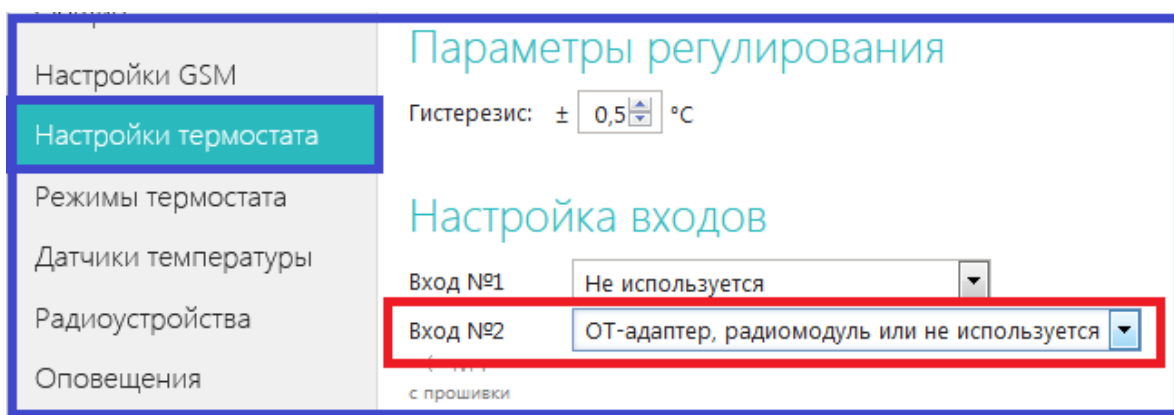 Настройки GSM
Настройки термостата
Режимы термостата
Датчики температуры
Радиоустройства
Оповещения
Параметры регулирования
Гистерезис: ± 0,5 °C
Настройка входов
Вход №1 Не используется
Вход №2 ОТ-адаптер, радиомодуль или не используется
с прошивки